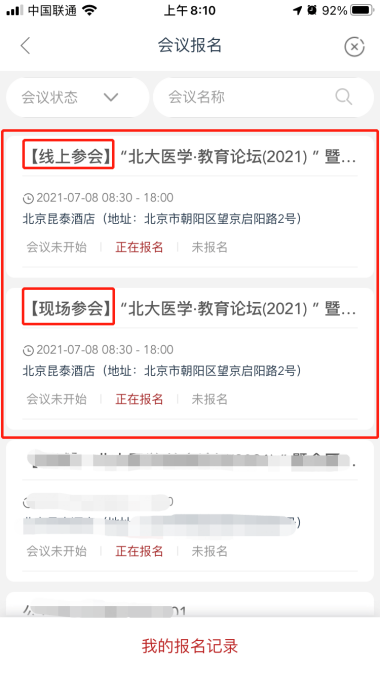 中国联通
上午8:10
92%
会议报名
会议状态
会议名称
【线上参会】“北大医学·教育论坛(2021) ” 暨...
2021-07-08 08:30 - 18:00
北京昆泰酒店（地址：北京市朝阳区望京启阳路2号）
会议未开始
正在报名
未报名
【现场参会】“北大医学·教育论坛(2021) ” 暨...
2021-07-08 08:30 - 18:00
北京昆泰酒店（地址：北京市朝阳区望京启阳路2号）
会议未开始
正在报名
未报名
会议未开始
正在报名
未报名
我的报名记录